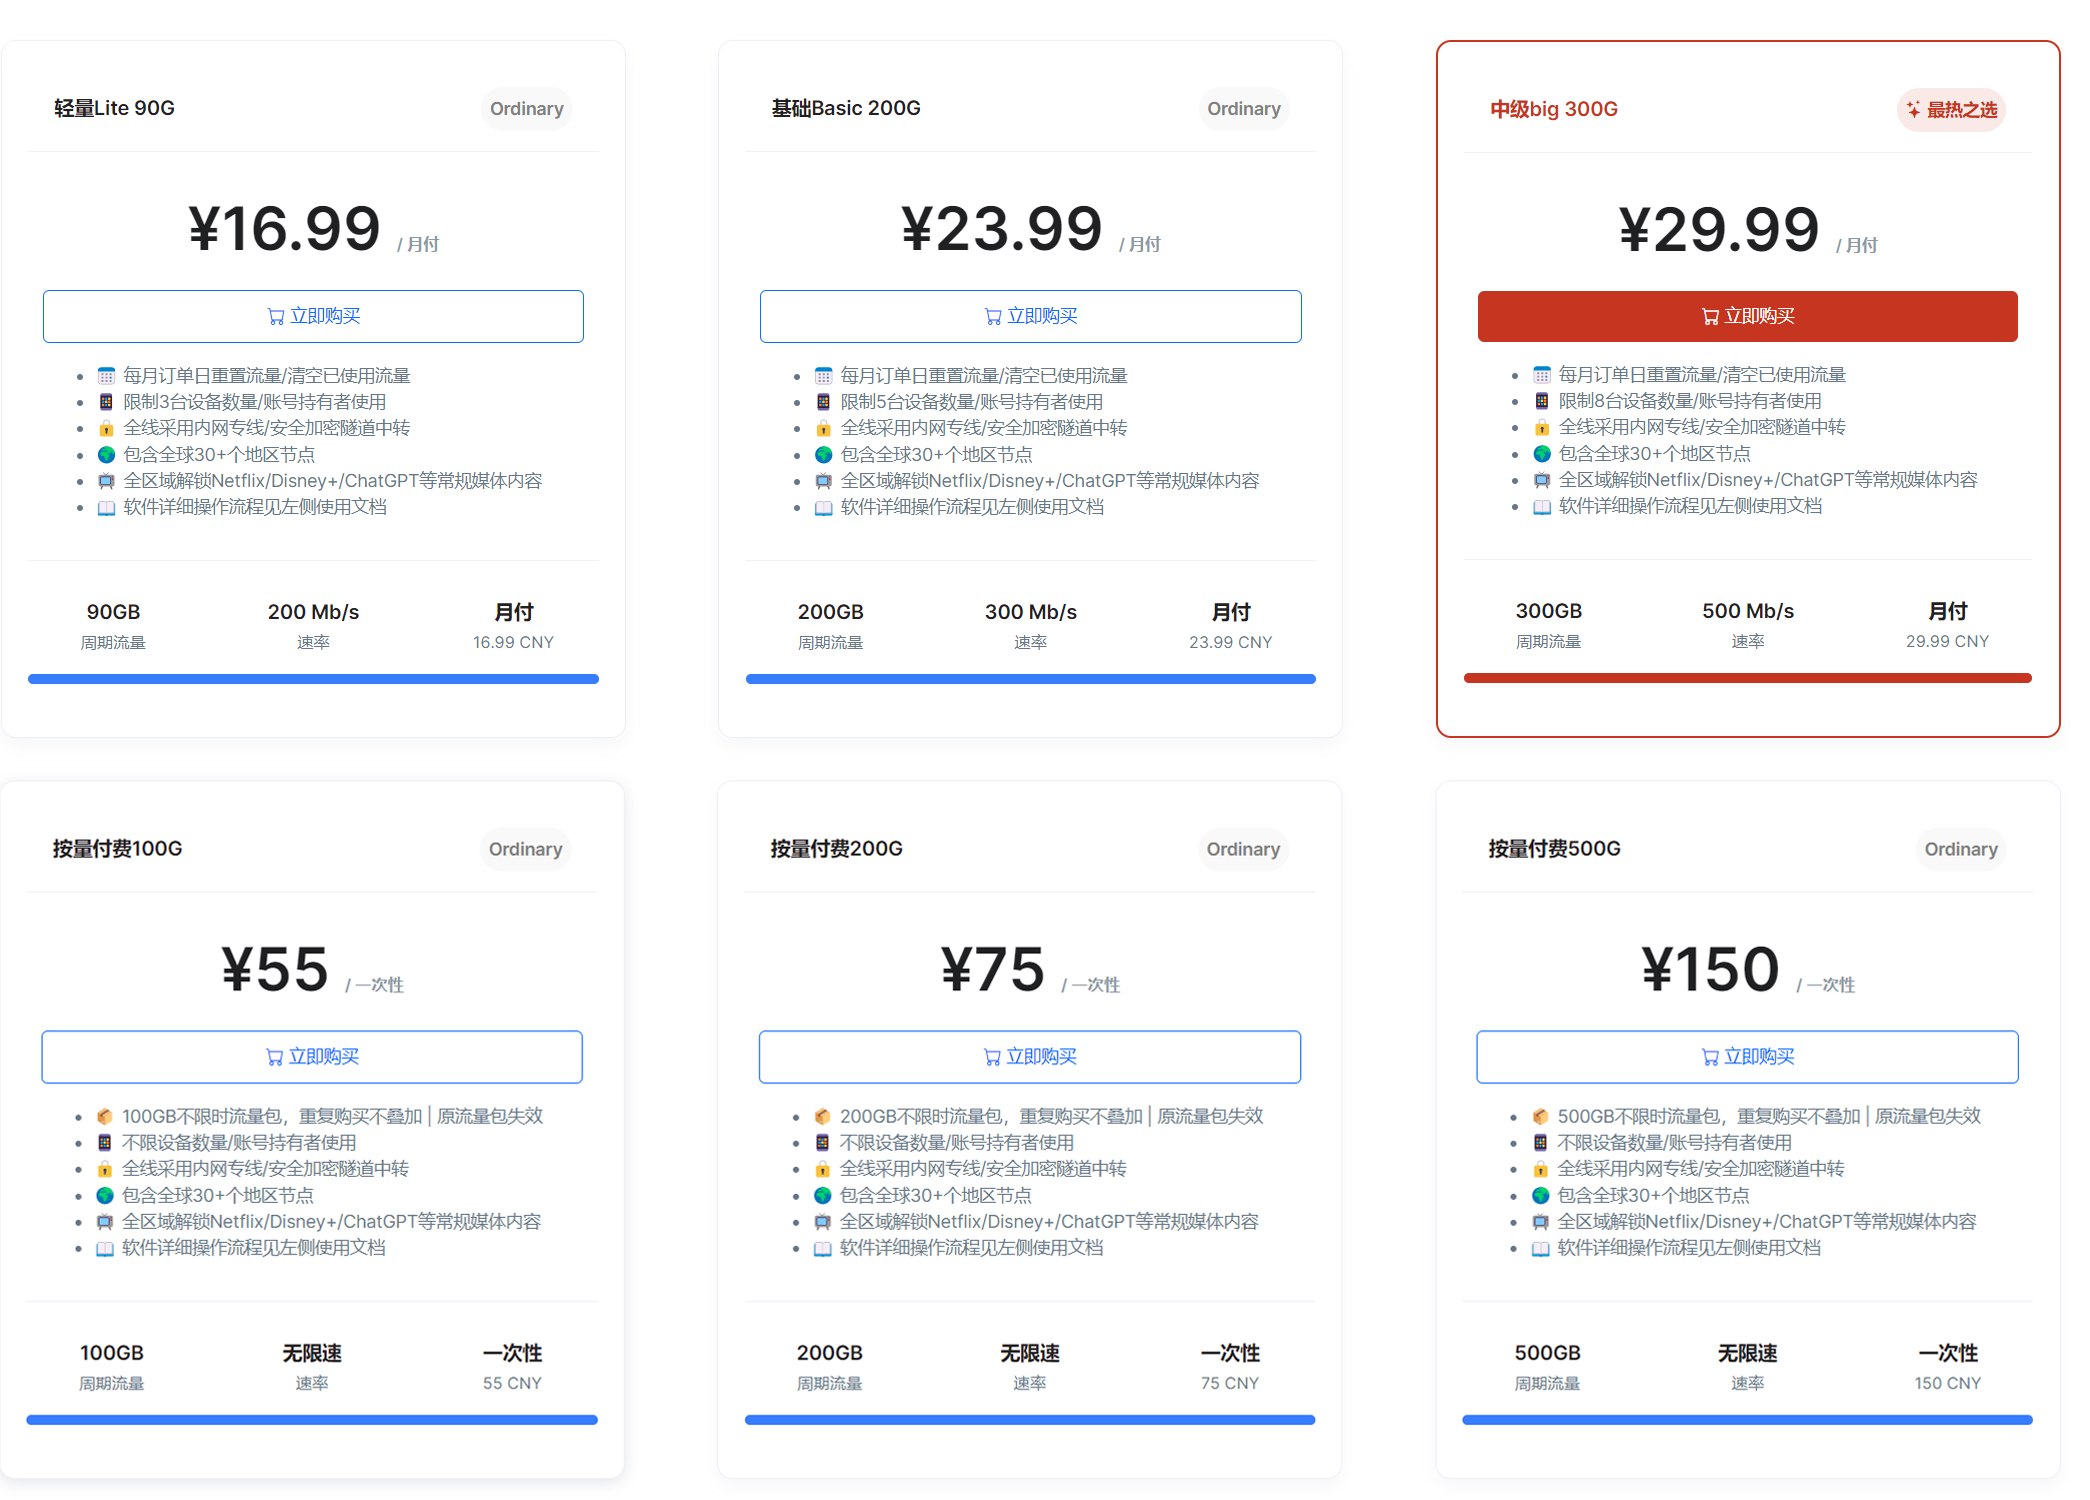 轻量Lite 90G
Ordinary
¥16.99 / 月付
立即购买
每月订单日重置流量/清空已使用流量
限制3台设备数量/账号持有者使用
全线采用内网专线/安全加密隧道中转
包含全球30+个地区节点
全区域解锁Netflix/Disney+/ChatGPT等常规媒体内容
软件详细操作流程见左侧使用文档
90GB
周期流量
200 Mb/s
速率
月付
16.99 CNY
基础Basic 200G
Ordinary
¥23.99 / 月付
立即购买
每月订单日重置流量/清空已使用流量
限制5台设备数量/账号持有者使用
全线采用内网专线/安全加密隧道中转
包含全球30+个地区节点
全区域解锁Netflix/Disney+/ChatGPT等常规媒体内容
软件详细操作流程见左侧使用文档
200GB
周期流量
300 Mb/s
速率
月付
23.99 CNY
中级big 300G
最热之选
¥29.99 / 月付
立即购买
每月订单日重置流量/清空已使用流量
限制8台设备数量/账号持有者使用
全线采用内网专线/安全加密隧道中转
包含全球30+个地区节点
全区域解锁Netflix/Disney+/ChatGPT等常规媒体内容
软件详细操作流程见左侧使用文档
300GB
周期流量
500 Mb/s
速率
月付
29.99 CNY
按量付费100G
Ordinary
¥55 / 一次性
立即购买
100GB不限时流量包，重复购买不叠加 | 原流量包失效
不限设备数量/账号持有者使用
全线采用内网专线/安全加密隧道中转
包含全球30+个地区节点
全区域解锁Netflix/Disney+/ChatGPT等常规媒体内容
软件详细操作流程见左侧使用文档
100GB
周期流量
无限速
速率
一次性
55 CNY
按量付费200G
Ordinary
¥75 / 一次性
立即购买
200GB不限时流量包，重复购买不叠加 | 原流量包失效
不限设备数量/账号持有者使用
全线采用内网专线/安全加密隧道中转
包含全球30+个地区节点
全区域解锁Netflix/Disney+/ChatGPT等常规媒体内容
软件详细操作流程见左侧使用文档
200GB
周期流量
无限速
速率
一次性
75 CNY
按量付费500G
Ordinary
¥150 / 一次性
立即购买
500GB不限时流量包，重复购买不叠加 | 原流量包失效
不限设备数量/账号持有者使用
全线采用内网专线/安全加密隧道中转
包含全球30+个地区节点
全区域解锁Netflix/Disney+/ChatGPT等常规媒体内容
软件详细操作流程见左侧使用文档
500GB
周期流量
无限速
速率
一次性
150 CNY